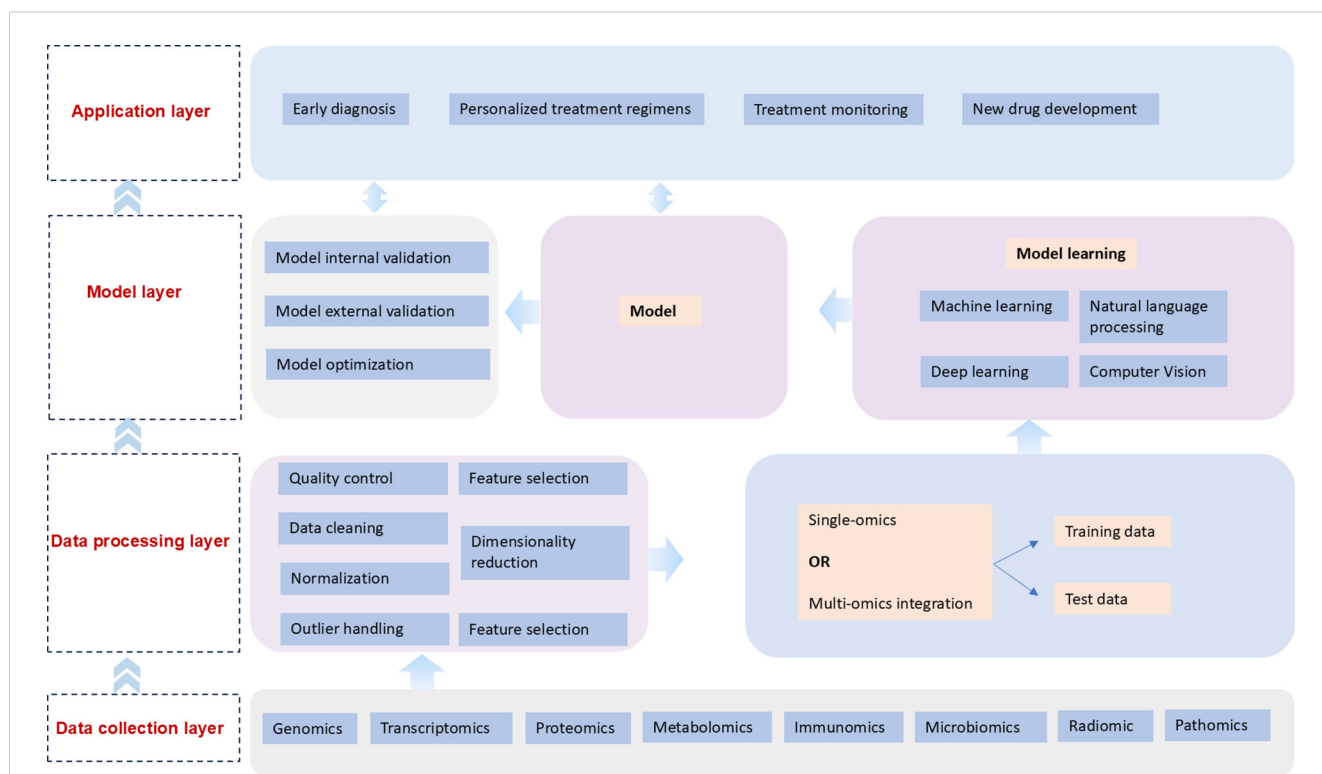 Application layer
Early diagnosis
Personalized treatment regimens
Treatment monitoring
New drug development
Model layer
Model internal validation
Model external validation
Model optimization
Model
Model learning
Machine learning
Natural language
processing
Deep learning
Computer Vision
Data processing layer
Quality control
Feature selection
Data cleaning
Dimensionality
reduction
Normalization
Outlier handling
Feature selection
Single-omics
OR
Multi-omics integration
Training data
Test data
Data collection layer
Genomics
Transcriptomics
Proteomics
Metabolomics
Immunomics
Microbiomics
Radiomic
Pathomics